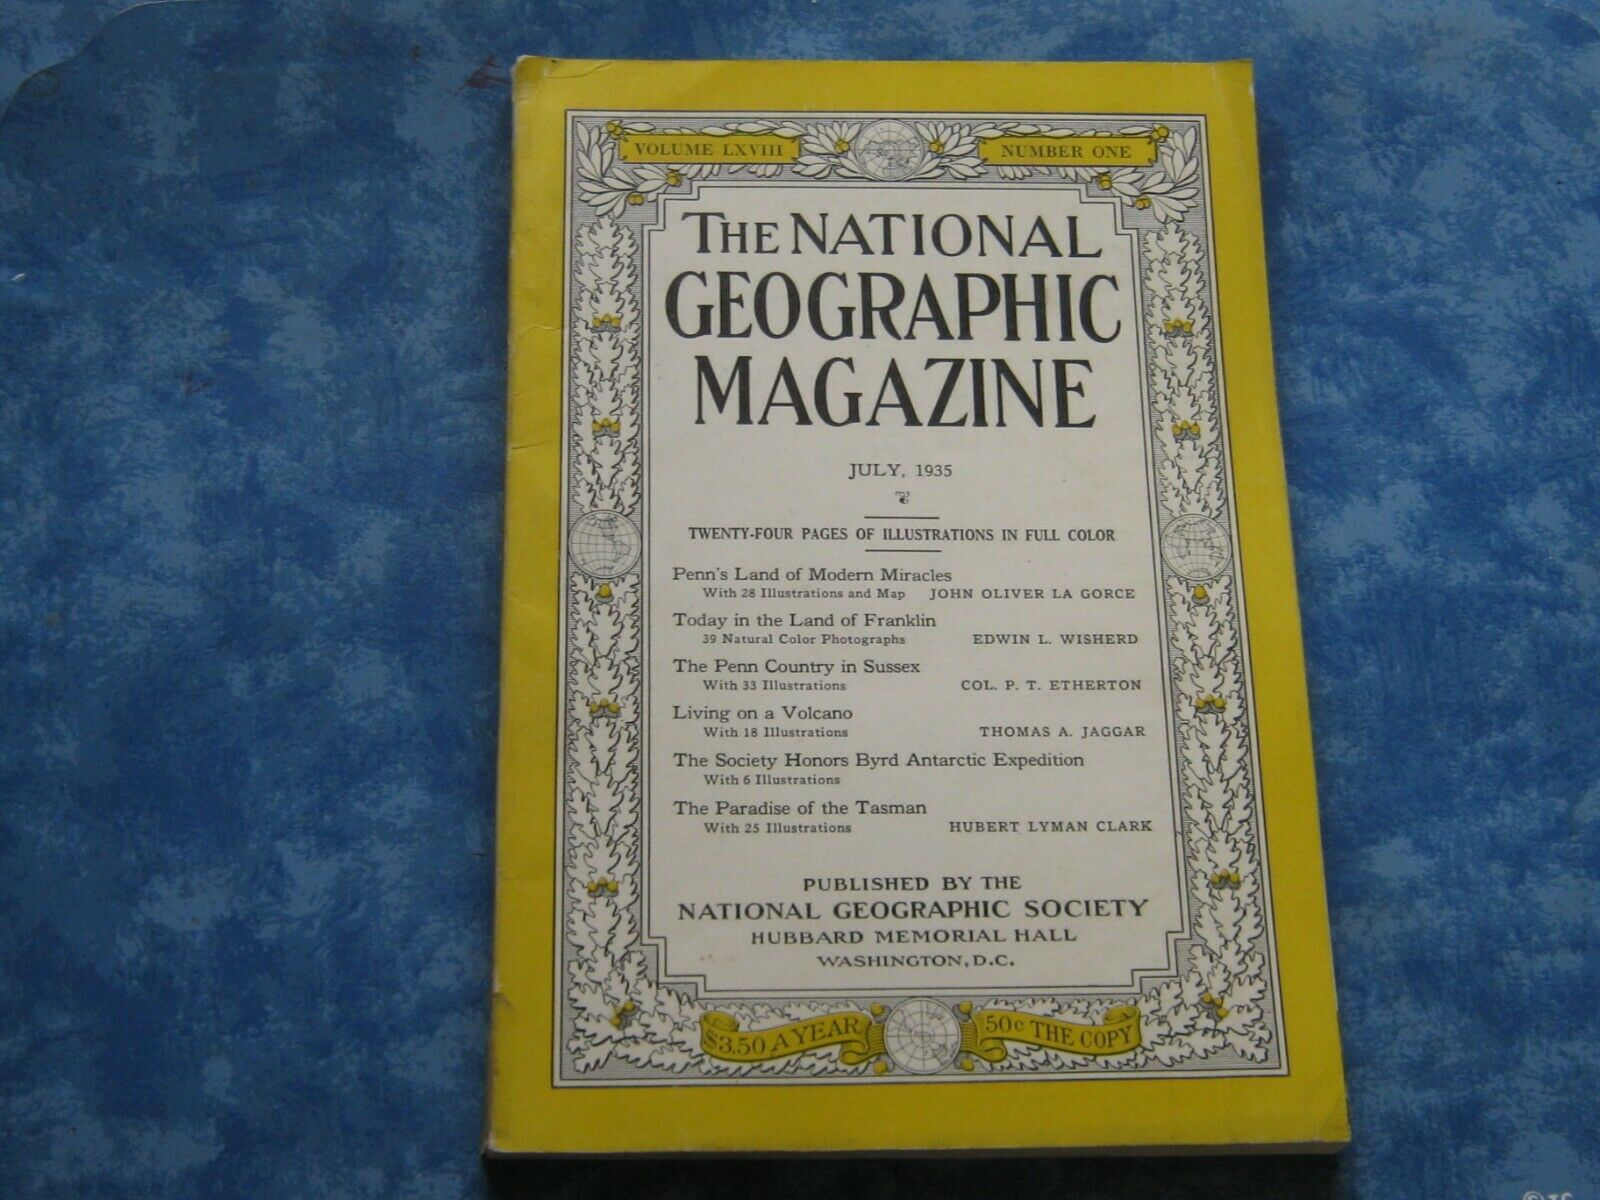 VOLUME LXVIII NUMBER ONE
THE NATIONAL
GEOGRAPHIC
MAGAZINE
JULY, 1935
TWENTY-FOUR PAGES OF ILLUSTRATIONS IN FULL COLOR
Penn's Land of Modern Miracles
With 28 Illustrations and Map JOHN OLIVER LA GORCE
Today in the Land of Franklin
39 Natural Color Photographs EDWIN L. WISHERD
The Penn Country in Sussex
With 33 Illustrations COL. P. T. ETHERTON
Living on a Volcano
With 18 Illustrations THOMAS A. JAGGAR
The Society Honors Byrd Antarctic Expedition
With 6 Illustrations
The Paradise of the Tasman
With 25 Illustrations HUBERT LYMAN CLARK
PUBLISHED BY THE
NATIONAL GEOGRAPHIC SOCIETY
HUBBARD MEMORIAL HALL
WASHINGTON, D.C.
$3.50 A YEAR 50c THE COPY